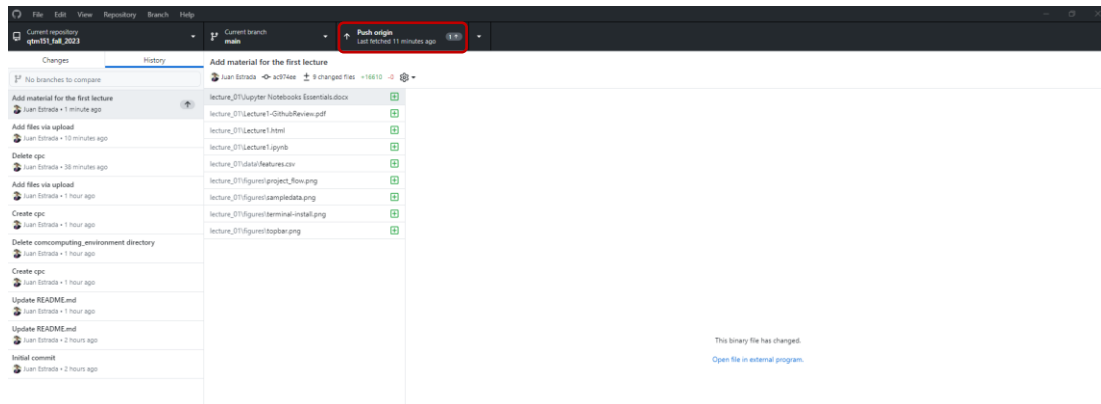 File Edit View Repository Branch Help
Current repository
qtm151_fall_2023
Current branch
main
Push origin
Last fetched 11 minutes ago
1
Changes History
No branches to compare
Add material for the first lecture
Juan Estrada • 1 minute ago
Add files via upload
Juan Estrada • 10 minutes ago
Delete cpc
Juan Estrada • 38 minutes ago
Add files via upload
Juan Estrada • 1 hour ago
Create cpc
Juan Estrada • 1 hour ago
Delete comcomputing_environment directory
Juan Estrada • 1 hour ago
Create cpc
Juan Estrada • 1 hour ago
Update README.md
Juan Estrada • 1 hour ago
Update README.md
Juan Estrada • 2 hours ago
Initial commit
Juan Estrada • 2 hours ago
Add material for the first lecture
Juan Estrada ac974ee 9 changed files +16610 -0
lecture_01\Jupyter Notebooks Essentials.docx
lecture_01\Lecture1-GithubReview.pdf
lecture_01\Lecture1.html
lecture_01\Lecture1.ipynb
lecture_01\data\features.csv
lecture_01\figures\project_flow.png
lecture_01\figures\sampledata.png
lecture_01\figures\terminal-install.png
lecture_01\figures\topbar.png
This binary file has changed.
Open file in external program.